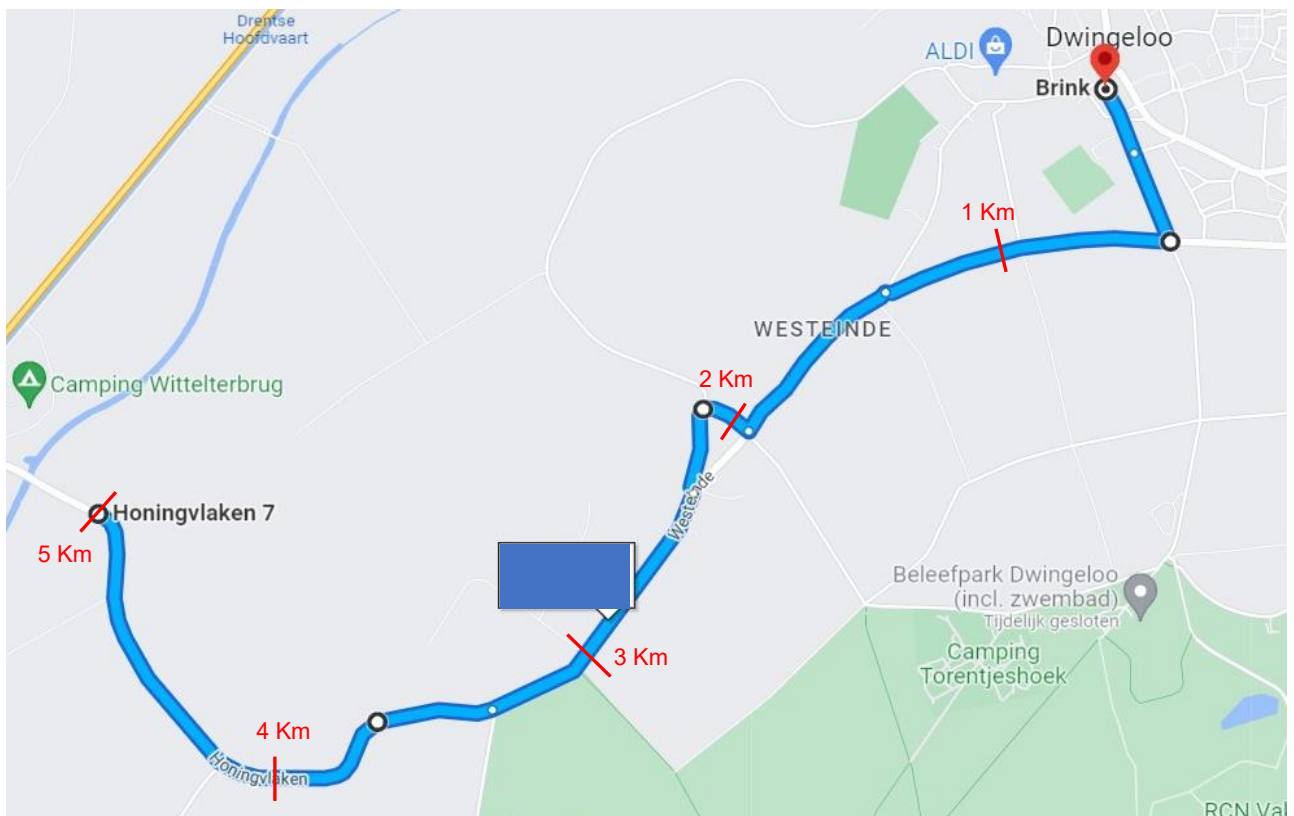 Drentse
Hoofdvaart
Dwingeloo
ALDI
Brink
1 Km
WESTEINDE
2 Km
Camping Wittelterbrug
Westeinde
Honingvlaken 7
5 Km
Beleefpark Dwingeloo
(incl. zwembad)
Tijdelijk gesloten
3 Km
Camping
Torentjeshoek
4 Km
Honingvlaken
RCN Val